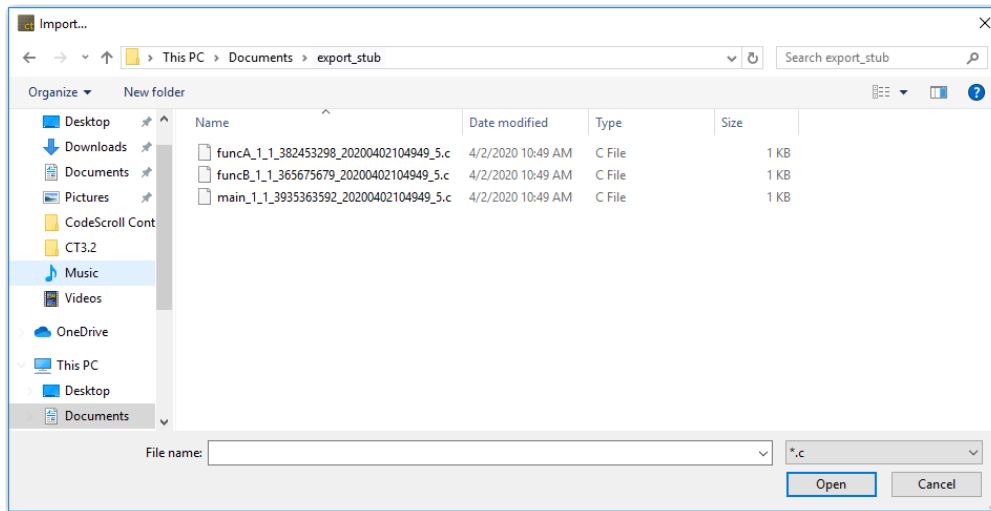 ct Import...
This PC > Documents > export_stub
Search export_stub
Organize New folder
Name Date modified Type Size
Desktop
Downloads
Documents
Pictures
CodeScroll Cont
CT3.2
Music
Videos
OneDrive
This PC
Desktop
Documents
funcA_1_1_382453298_20200402104949_5.c 4/2/2020 10:49 AM C File 1 KB
funcB_1_1_365675679_20200402104949_5.c 4/2/2020 10:49 AM C File 1 KB
main_1_1_3935363592_20200402104949_5.c 4/2/2020 10:49 AM C File 1 KB
File name: *.c
Open Cancel